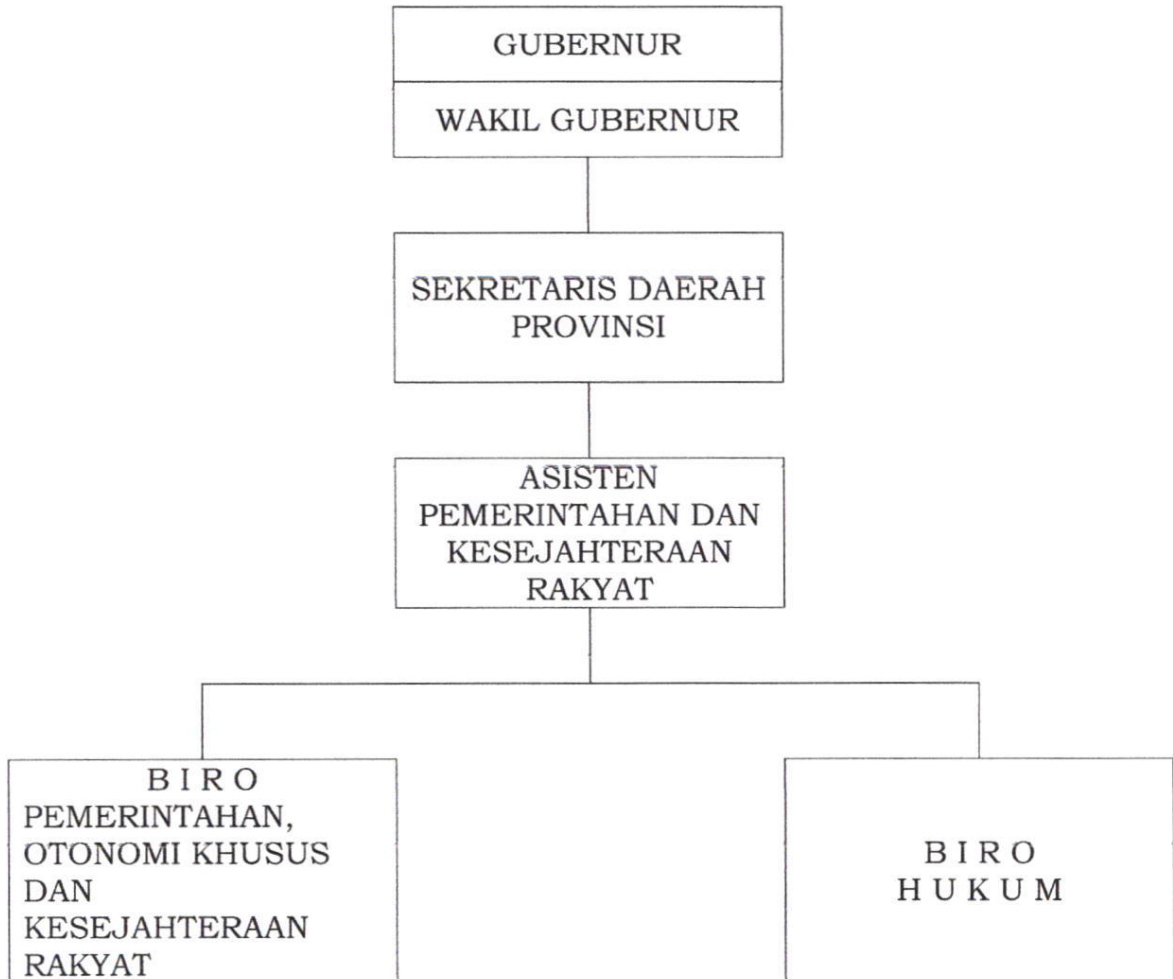 GUBERNUR
WAKIL GUBERNUR
SEKRETARIS DAERAH
PROVINSI
ASISTEN
PEMERINTAHAN DAN
KESEJAHTERAAN
RAKYAT
B I R O
PEMERINTAHAN,
OTONOMI KHUSUS
DAN
KESEJAHTERAAN
RAKYAT
B I R O
H U K U M